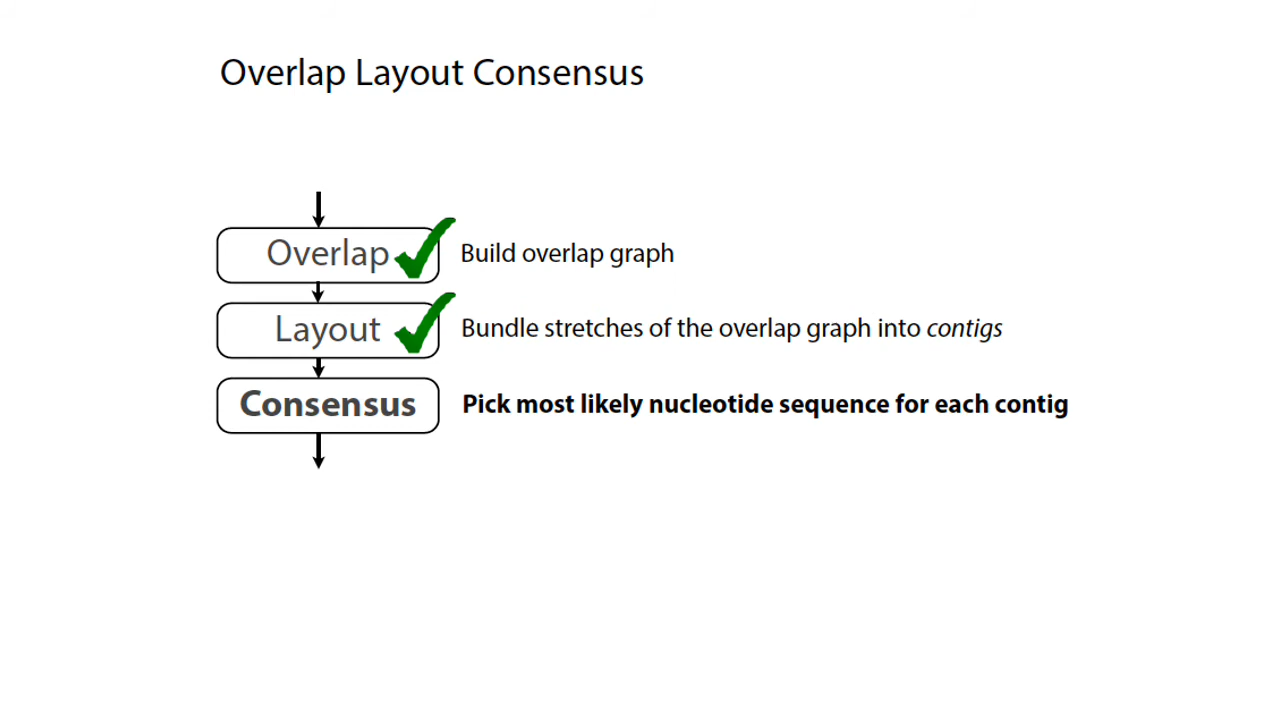 Overlap Layout Consensus
Overlap
Build overlap graph
Layout
Bundle stretches of the overlap graph into contigs
Consensus
Pick most likely nucleotide sequence for each contig